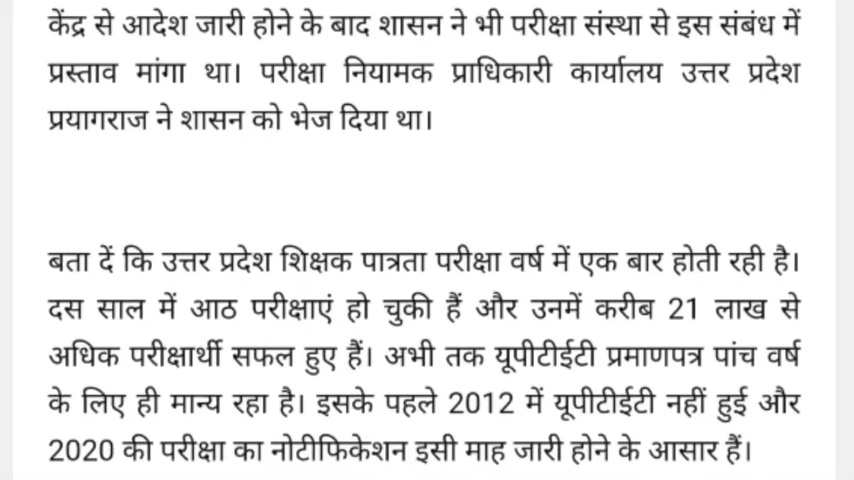 केंद्र से आदेश जारी होने के बाद शासन ने भी परीक्षा संस्था से इस संबंध में
प्रस्ताव मांगा था। परीक्षा नियामक प्राधिकारी कार्यालय उत्तर प्रदेश
प्रयागराज ने शासन को भेज दिया था।
बता दें कि उत्तर प्रदेश शिक्षक पात्रता परीक्षा वर्ष में एक बार होती रही है।
दस साल में आठ परीक्षाएं हो चुकी हैं और उनमें करीब 21 लाख से
अधिक परीक्षार्थी सफल हुए हैं। अभी तक यूपीटीईटी प्रमाणपत्र पांच वर्ष
के लिए ही मान्य रहा है। इसके पहले 2012 में यूपीटीईटी नहीं हुई और
2020 की परीक्षा का नोटीफिकेशन इसी माह जारी होने के आसार हैं।